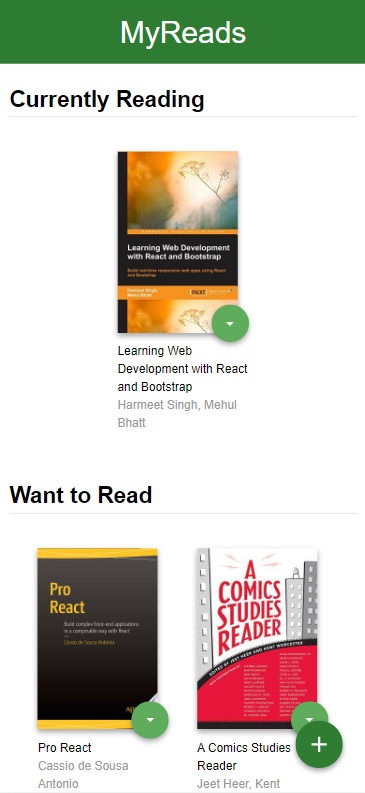 MyReads
Currently Reading
Learning Web Development
with React and Bootstrap
Build real-time responsive web apps using React
and Bootstrap
Harmeet Singh
Mehul Bhatt
PACKT
Learning Web
Development with React
and Bootstrap
Harmeet Singh, Mehul
Bhatt
Want to Read
Pro
React
Build complex front-end applications
in a composable way with React
Cássio de Sousa Antonio
A
COMICS
STUDIES
READER
EDITED BY JEET HEER AND KENT WORCESTER
Pro React
Cassio de Sousa
Antonio
A Comics Studies
Reader
Jeet Heer, Kent